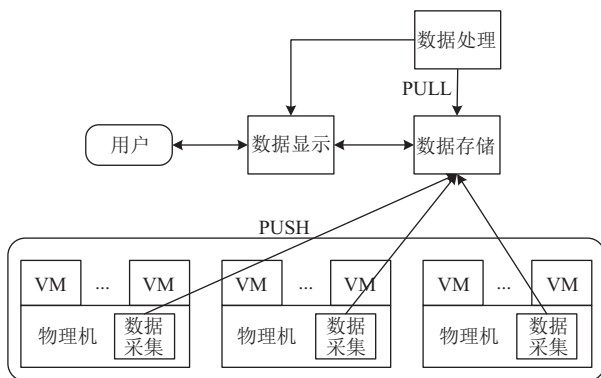 数据处理
PULL
用户
数据显示
数据存储
PUSH
VM ... VM VM ... VM VM ... VM
物理机 数据采集 物理机 数据采集 物理机 数据采集